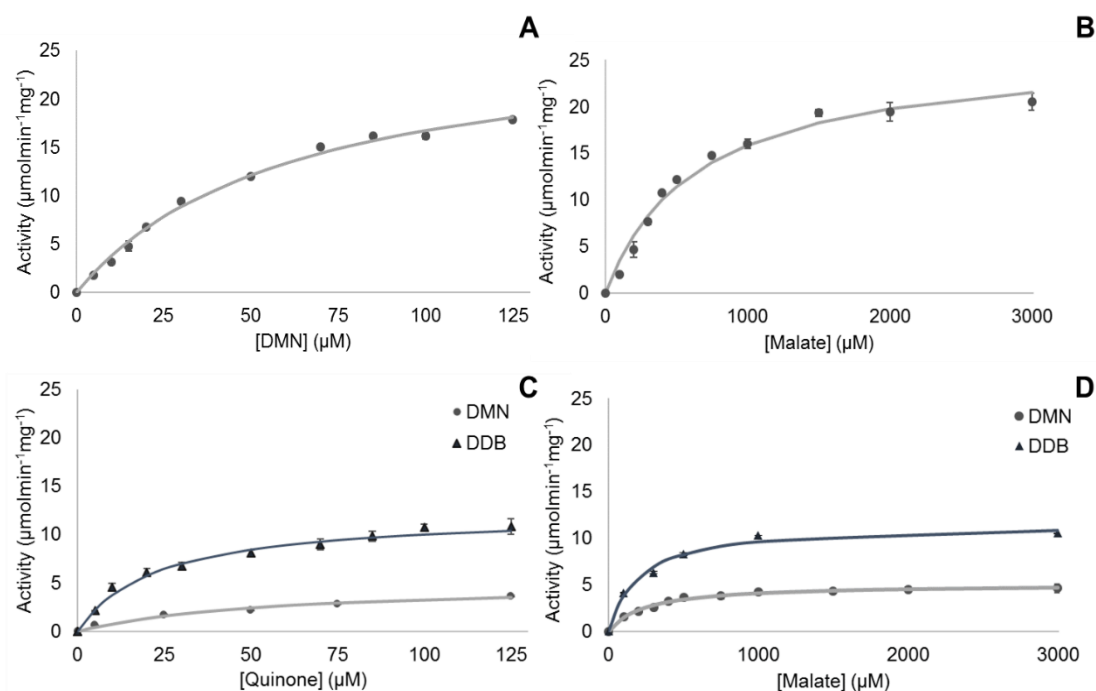 A
25
20
15
10
5
0
Activity (µmolmin⁻¹mg⁻¹)
0 25 50 75 100 125
[DMN] (µM)
B
25
20
15
10
5
0
Activity (µmolmin⁻¹mg⁻¹)
0 1000 2000 3000
[Malate] (µM)
C
25
20
15
10
5
0
Activity (µmolmin⁻¹mg⁻¹)
DMN
DDB
0 25 50 75 100 125
[Quinone] (µM)
D
25
20
15
10
5
0
Activity (µmolmin⁻¹mg⁻¹)
DMN
DDB
0 1000 2000 3000
[Malate] (µM)